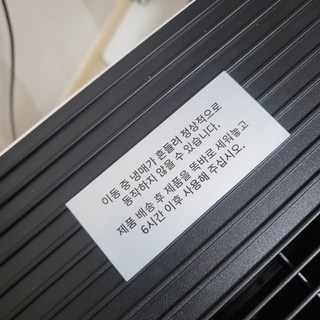 이동 중 냉매가 흔들려 정상적으로
동작하지 않을 수 있습니다.
제품 배송 후 제품을 똑바로 세워놓고
6시간 이후 사용해 주십시오.